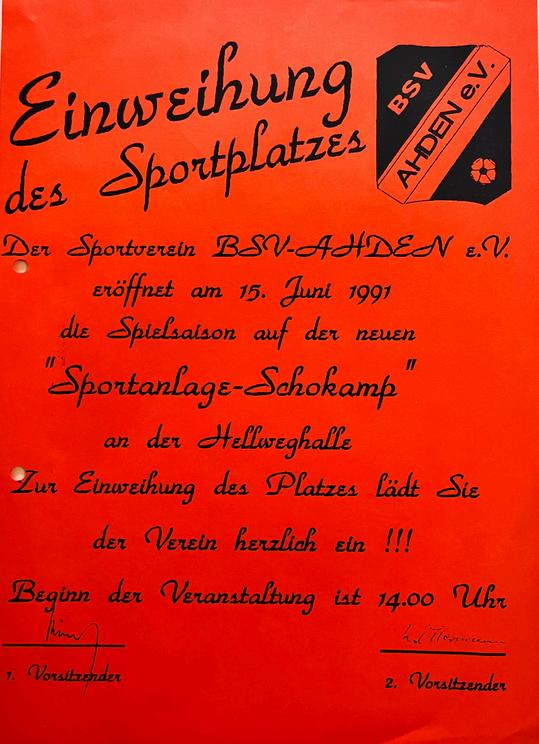 Einweihung
des Sportplatzes
BSV
AHDEN e.V.
Der Sportverein BSV-AHDEN e.V.
eröffnet am 15. Juni 1991
die Spielsaison auf der neuen
"Sportanlage-Schokamp"
an der Hellweghalle
Zur Einweihung des Platzes lädt Sie
der Verein herzlich ein !!!
Beginn der Veranstaltung ist 14.00 Uhr
1. Vorsitzender
2. Vorsitzender